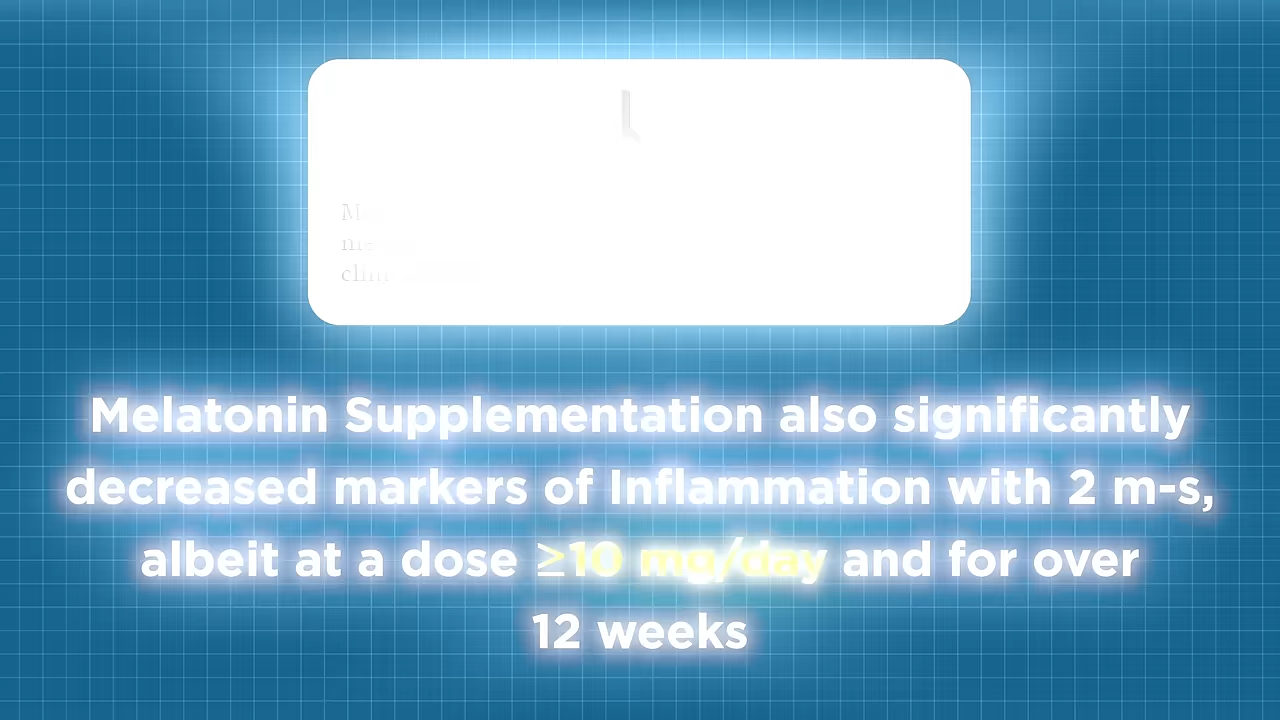 Melatonin Supplementation also significantly
decreased markers of Inflammation with 2 m-s,
albeit at a dose ≥10 mg/day and for over
12 weeks